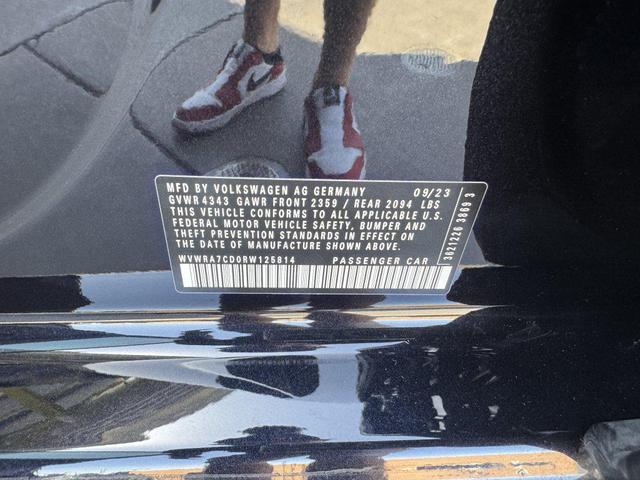 MFD BY VOLKSWAGEN AG GERMANY 09/23
GVWR 4343 GAWR FRONT 2359 / REAR 2094 LBS
THIS VEHICLE CONFORMS TO ALL APPLICABLE U.S.
FEDERAL MOTOR VEHICLE SAFETY, BUMPER AND
THEFT PREVENTION STANDARDS IN EFFECT ON
THE DATE OF MANUFACTURE SHOWN ABOVE.
WVWRA7CD0RW125814 PASSENGER CAR
3021226 3869 3